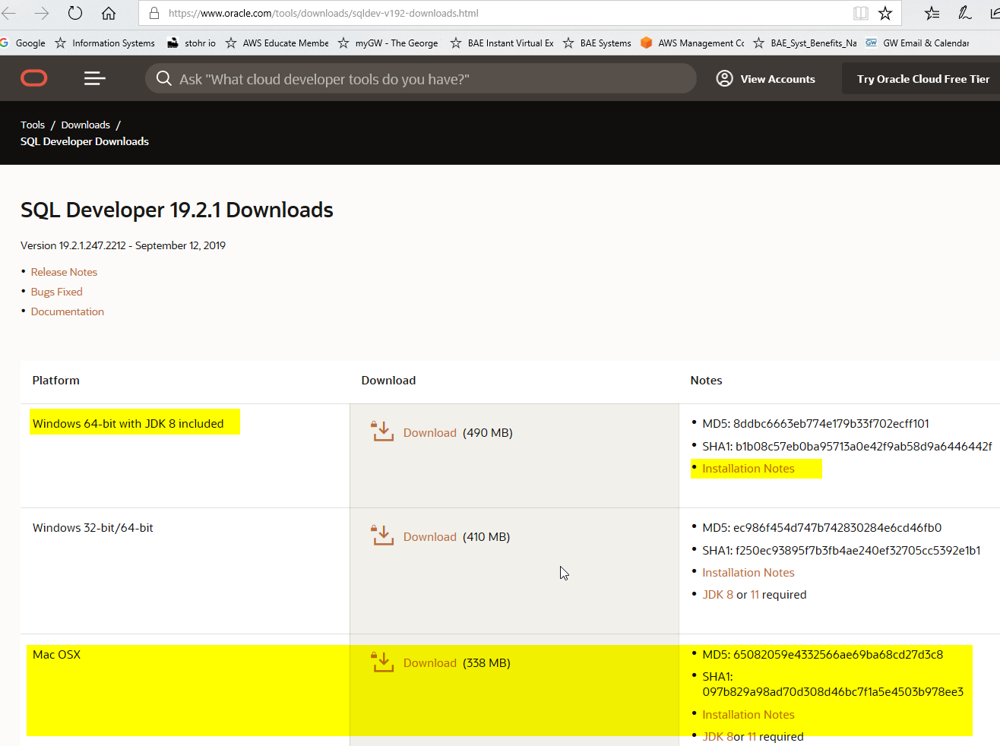 https://www.oracle.com/tools/downloads/sqldev-v192-downloads.html
Google Information Systems stohr io AWS Educate Membe myGW - The George BAE Instant Virtual Ex BAE Systems AWS Management Cc BAE_Syst_Benefits_Na GW GW Email & Calendar
Ask "What cloud developer tools do you have?" View Accounts Try Oracle Cloud Free Tier
Tools / Downloads /
SQL Developer Downloads
SQL Developer 19.2.1 Downloads
Version 19.2.1.247.2212 - September 12, 2019
• Release Notes
• Bugs Fixed
• Documentation
Platform Download Notes
Windows 64-bit with JDK 8 included Download (490 MB) • MD5: 8ddbc6663eb774e179b33f702ecff101
• SHA1: b1b08c57eb0ba95713a0e42f9ab58d9a6446442f
• Installation Notes
Windows 32-bit/64-bit Download (410 MB) • MD5: ec986f454d747b742830284e6cd46fb0
• SHA1: f250ec93895f7b3fb4ae240ef32705cc5392e1b1
• Installation Notes
• JDK 8 or 11 required
Mac OSX Download (338 MB) • MD5: 65082059e4332566ae69ba68cd27d3c8
• SHA1:
097b829a98ad70d308d46bc7f1a5e4503b978ee3
• Installation Notes
• JDK 8or 11 required